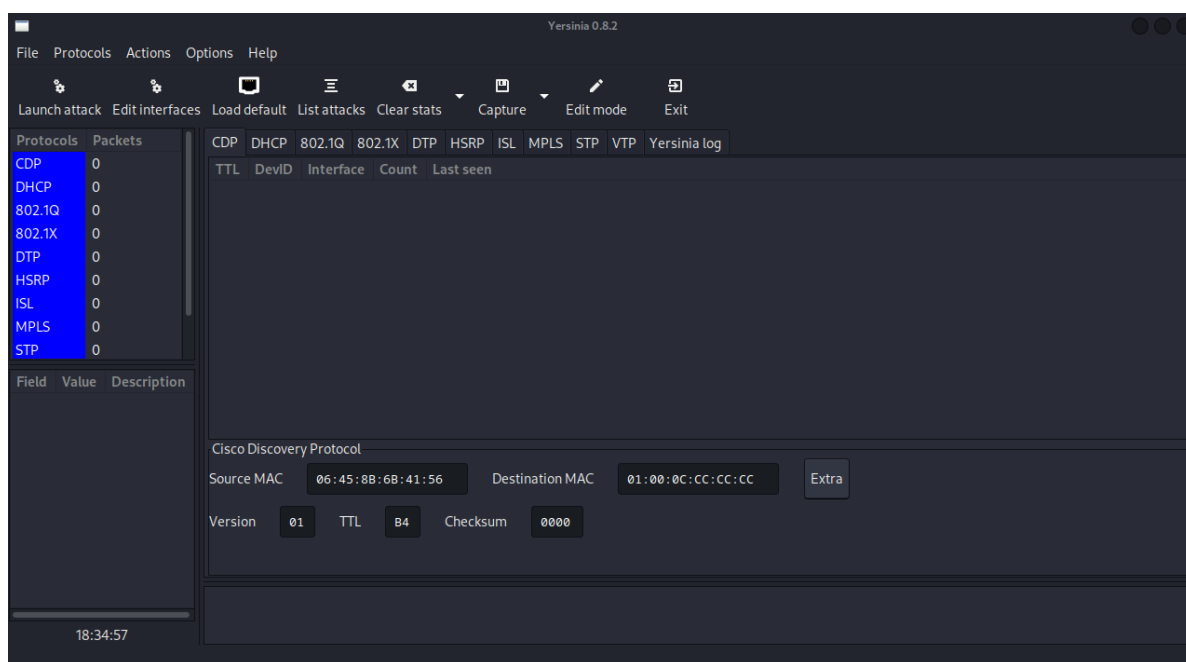 Yersinia 0.8.2
File Protocols Actions Options Help
Launch attack Edit interfaces Load default List attacks Clear stats Capture Edit mode Exit
Protocols Packets
CDP 0
DHCP 0
802.1Q 0
802.1X 0
DTP 0
HSRP 0
ISL 0
MPLS 0
STP 0
Field Value Description
18:34:57
CDP DHCP 802.1Q 802.1X DTP HSRP ISL MPLS STP VTP Yersinia log
TTL DevID Interface Count Last seen
Cisco Discovery Protocol
Source MAC 06:45:8B:6B:41:56 Destination MAC 01:00:0C:CC:CC:CC Extra
Version 01 TTL B4 Checksum 0000